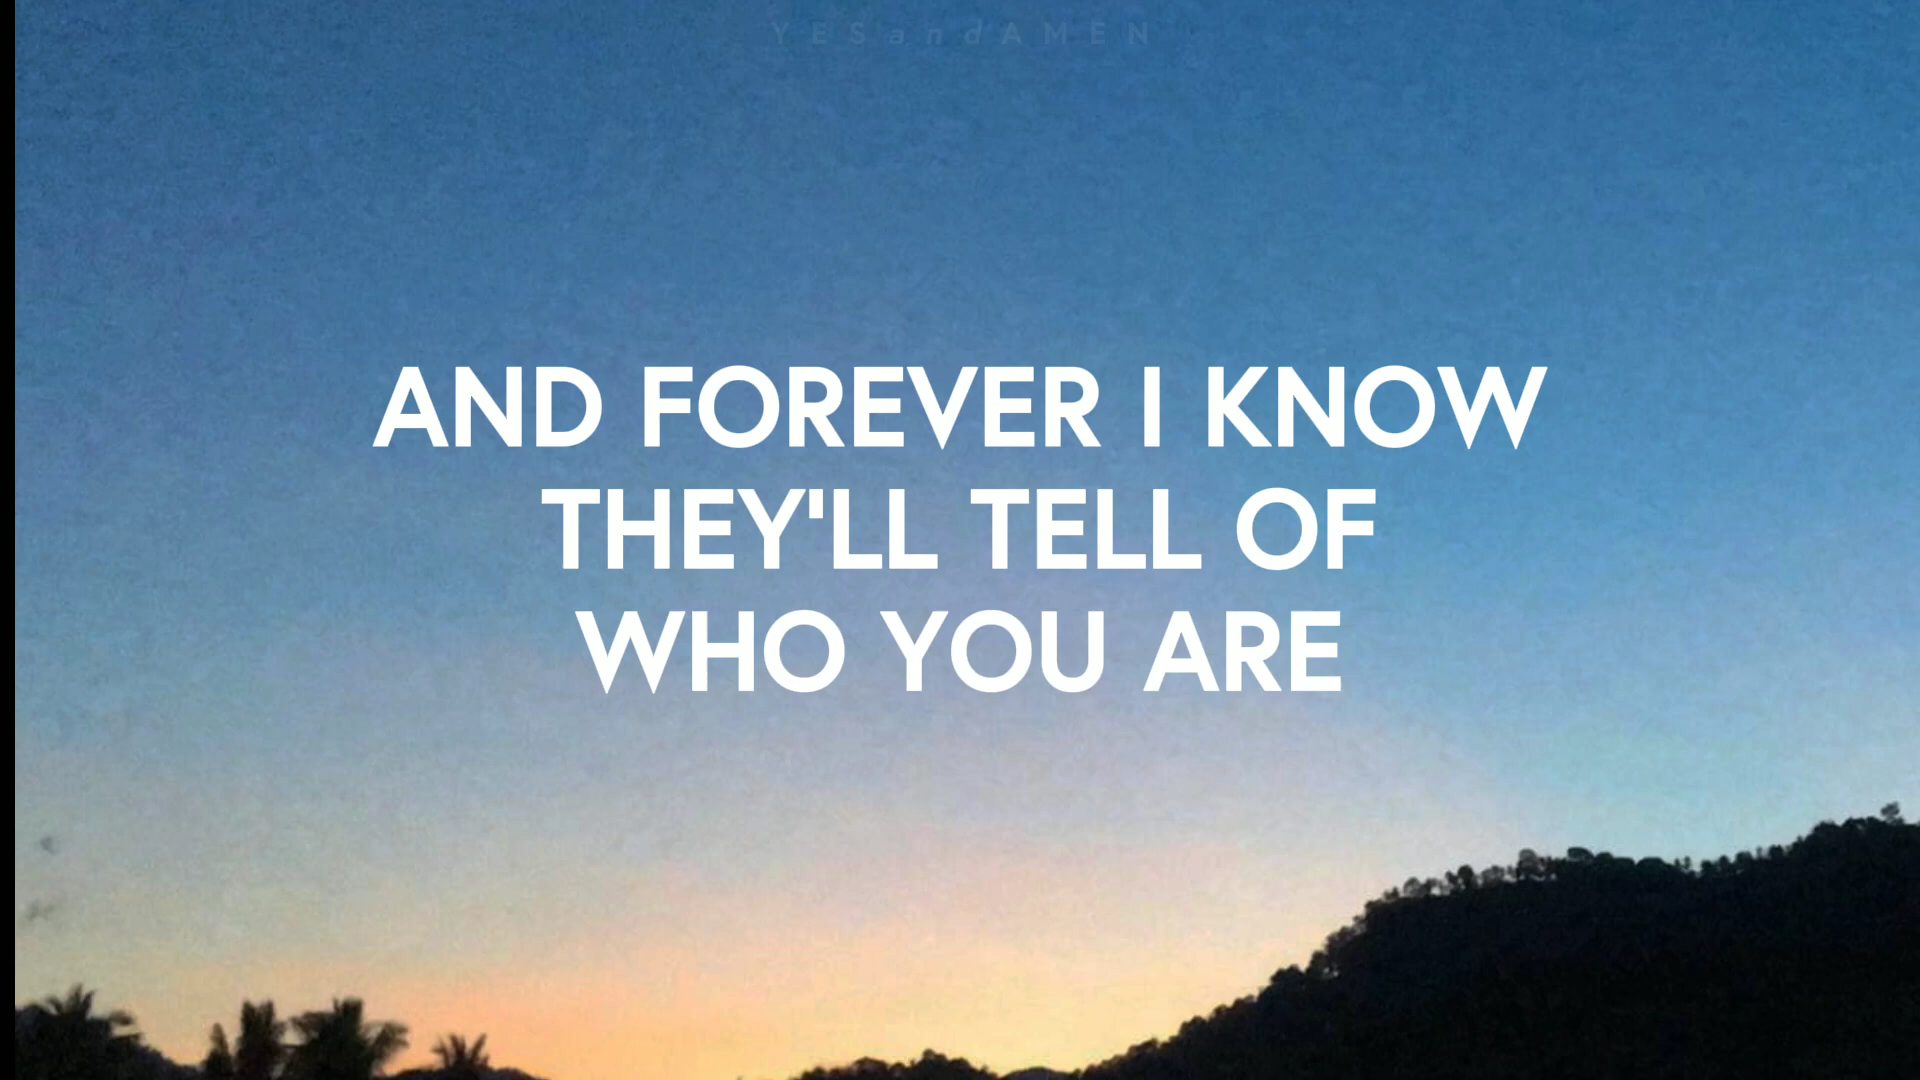 YESandAMEN
AND FOREVER I KNOW
THEY'LL TELL OF
WHO YOU ARE